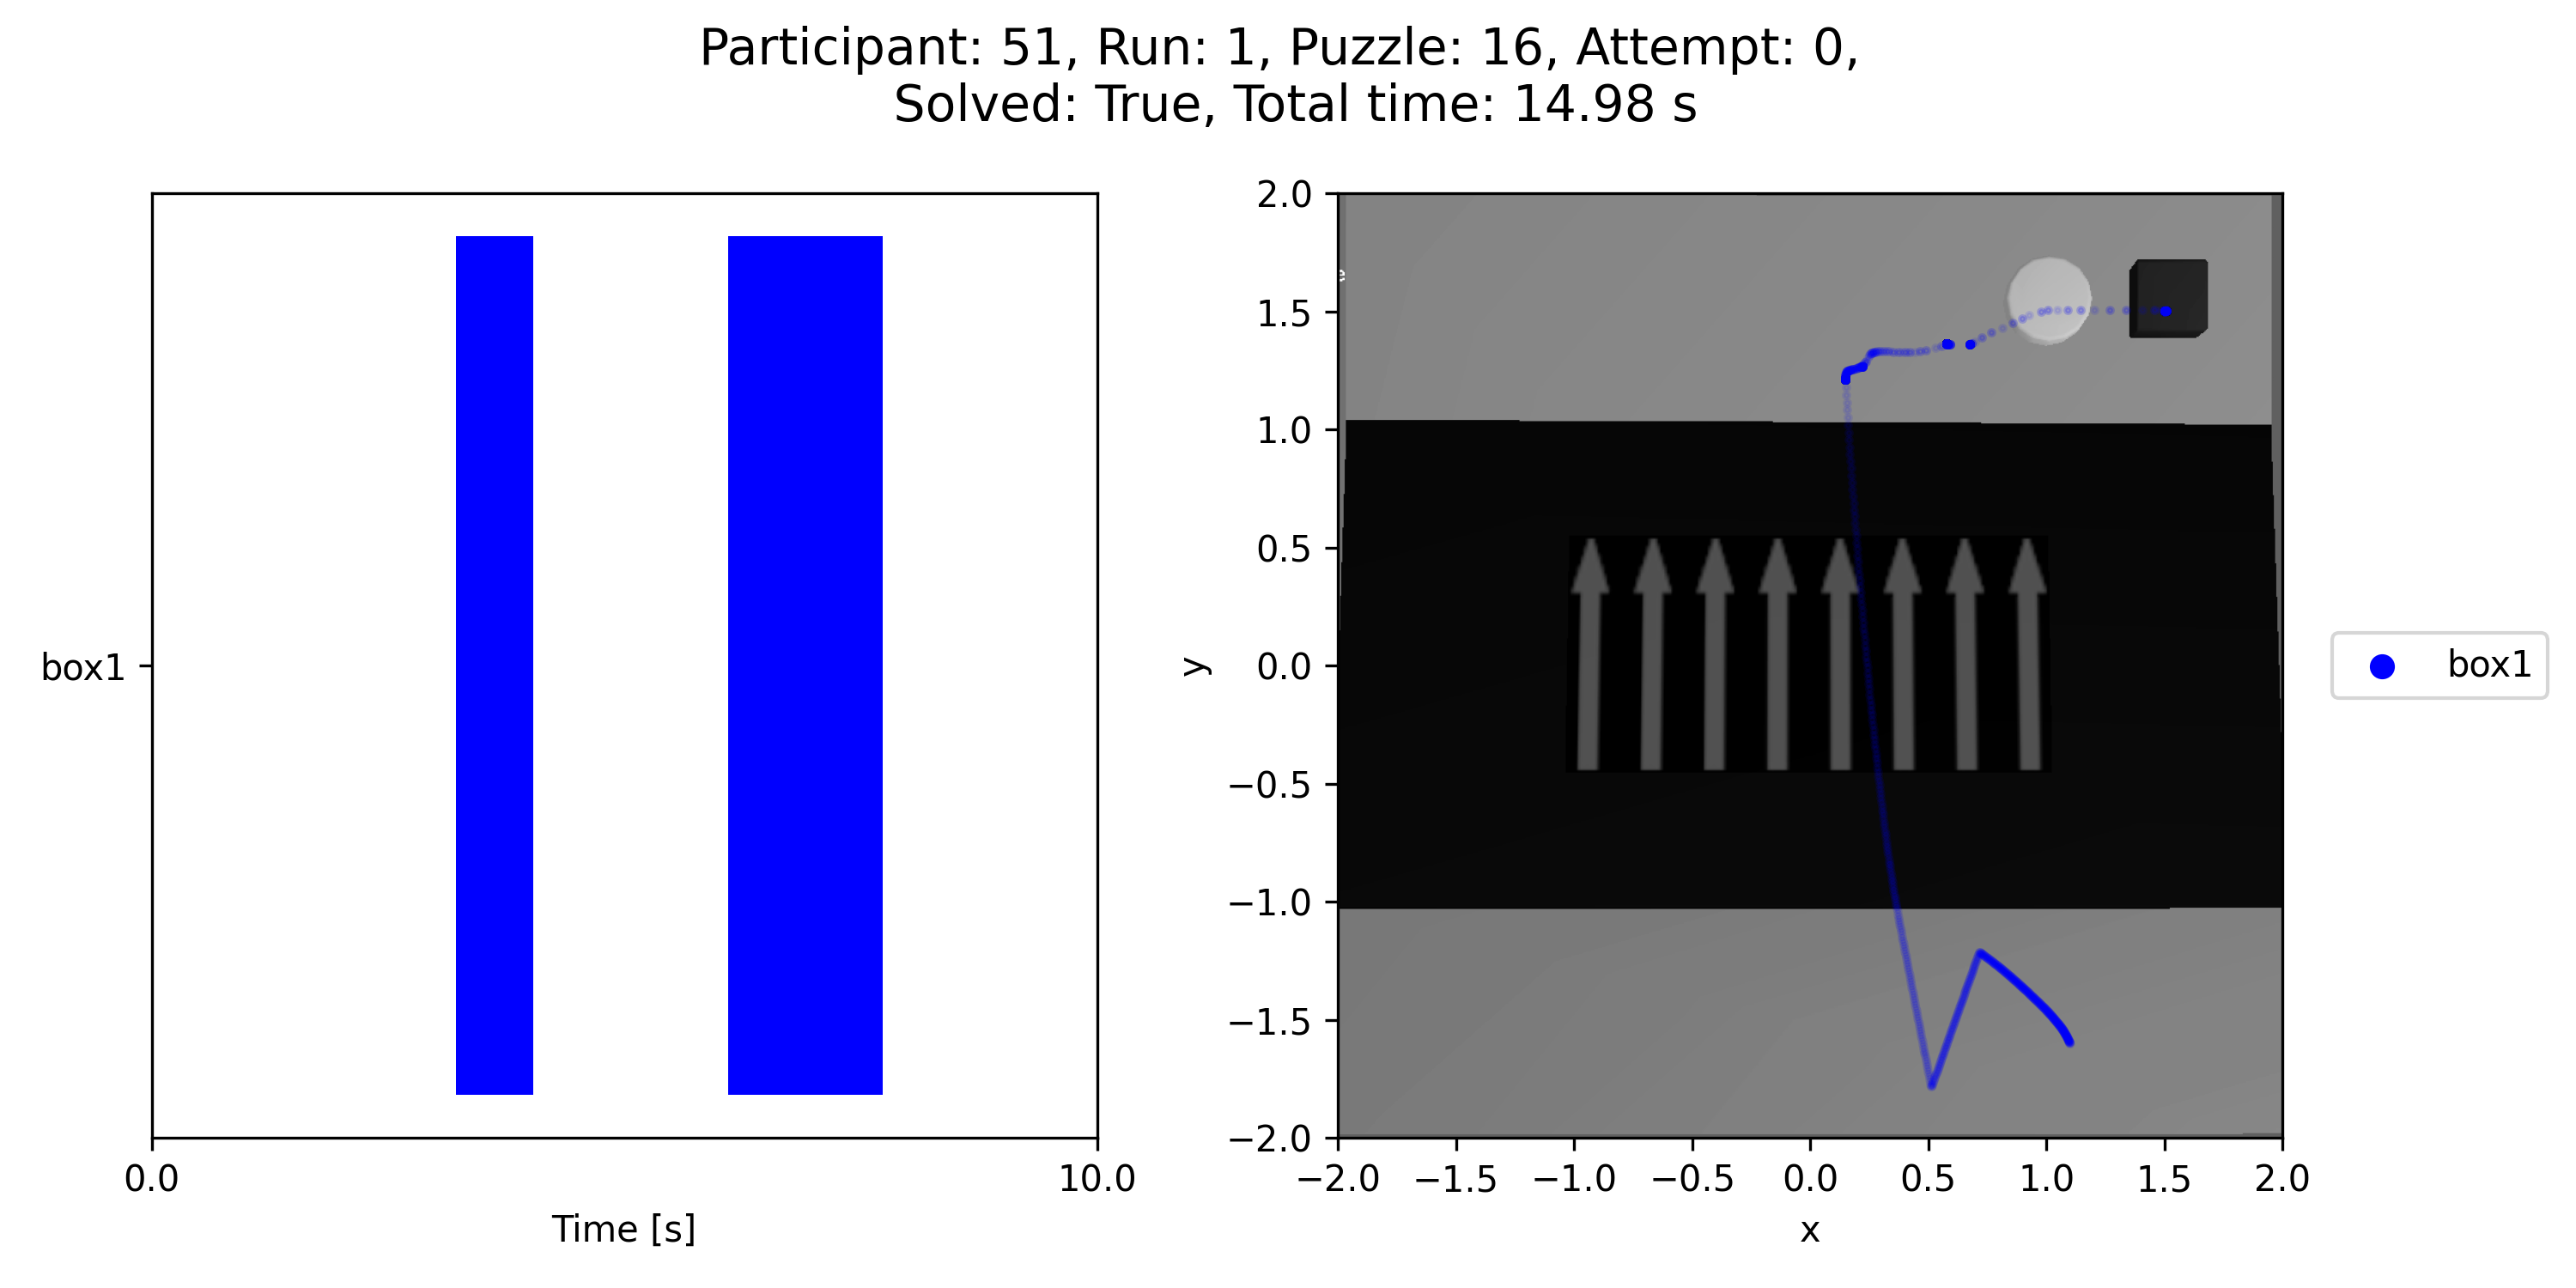 Participant: 51, Run: 1, Puzzle: 16, Attempt: 0,
Solved: True, Total time: 14.98 s
box1
0.0
10.0
Time [s]
y
2.0
1.5
1.0
0.5
0.0
−0.5
−1.0
−1.5
−2.0
−2.0
−1.5
−1.0
−0.5
0.0
0.5
1.0
1.5
2.0
x
e
box1